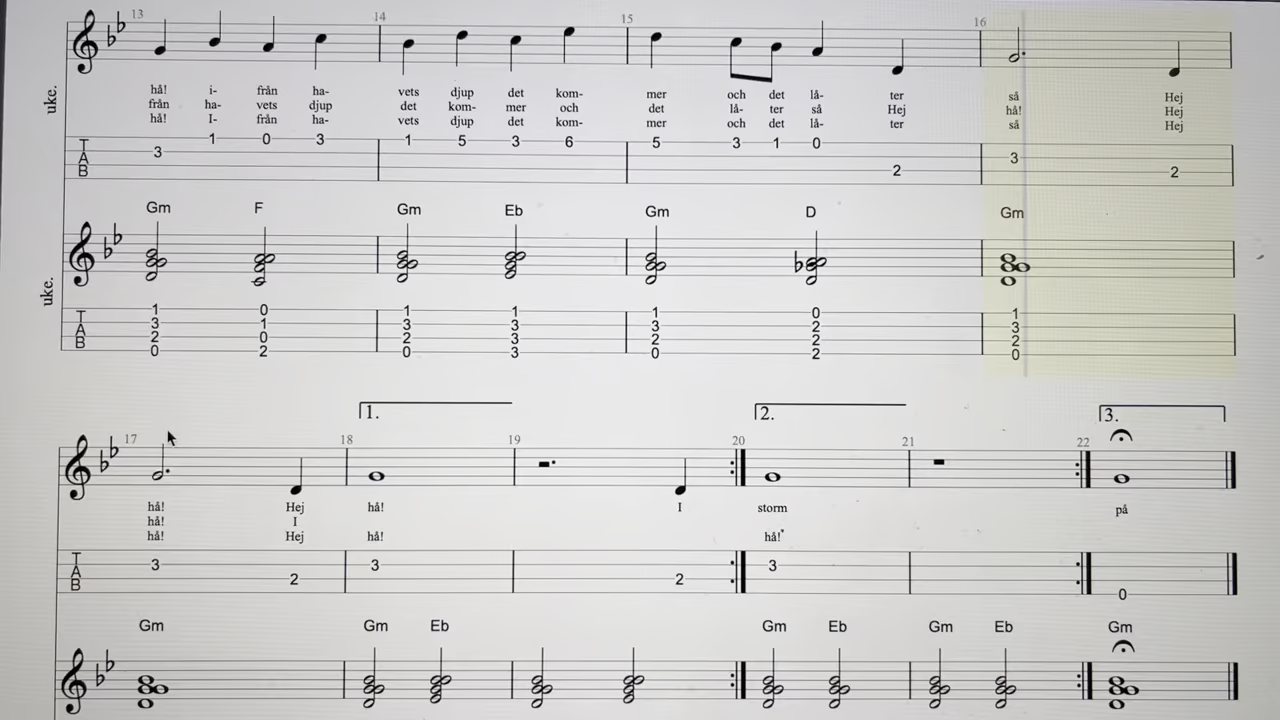 13 14 15 16
hå! i- från ha- vets djup det kom- mer och det lå- ter så Hej
från ha- vets djup det kom- mer och det lå- ter så Hej hå! Hej
hå! I- från ha- vets djup det kom- mer och det lå- ter så Hej
uke.
T A B
3 1 0 3 1 5 3 6 5 3 1 0 2 3 2
Gm F Gm Eb Gm D Gm
uke.
T A B
1 0 1 1 1 0 1
3 1 3 3 3 2 3
2 0 2 3 2 2 2
0 2 0 3 0 2 0
1. 2. 3.
17 18 19 20 21 22
hå! Hej hå! I storm på
hå! I
hå! Hej hå! hå!"
T A B
3 2 3 2 3 0
Gm Gm Eb Gm Eb Gm Eb Gm